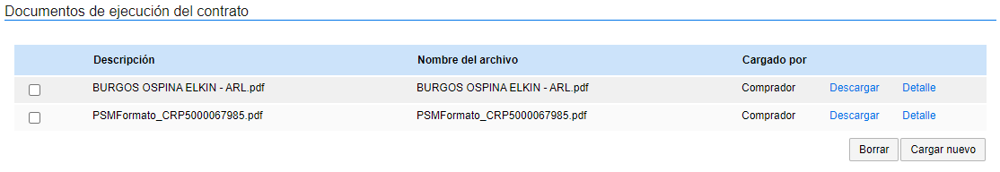 Documentos de ejecución del contrato
Descripción Nombre del archivo Cargado por
BURGOS OSPINA ELKIN - ARL.pdf BURGOS OSPINA ELKIN - ARL.pdf Comprador Descargar Detalle
PSMFormato_CRP5000067985.pdf PSMFormato_CRP5000067985.pdf Comprador Descargar Detalle
Borrar Cargar nuevo